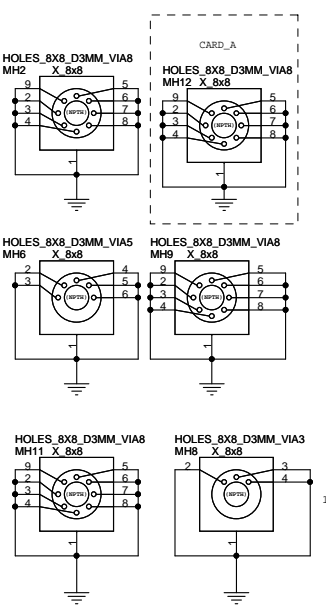 CARD_A
HOLES_8X8_D3MM_VIA8
MH2 X_8x8
9 5
2 6
3 (NPTH) 7
4 8
1
HOLES_8X8_D3MM_VIA8
MH12 X_8x8
9 5
2 6
3 (NPTH) 7
4 8
1
HOLES_8X8_D3MM_VIA5
MH6 X_8x8
2 4
3 5
(NPTH) 6
1
HOLES_8X8_D3MM_VIA8
MH9 X_8x8
9 5
2 6
3 (NPTH) 7
4 8
1
HOLES_8X8_D3MM_VIA8
MH11 X_8x8
9 5
2 6
3 (NPTH) 7
4 8
1
HOLES_8X8_D3MM_VIA3
MH8 X_8x8
2 3
4
(NPTH)
1